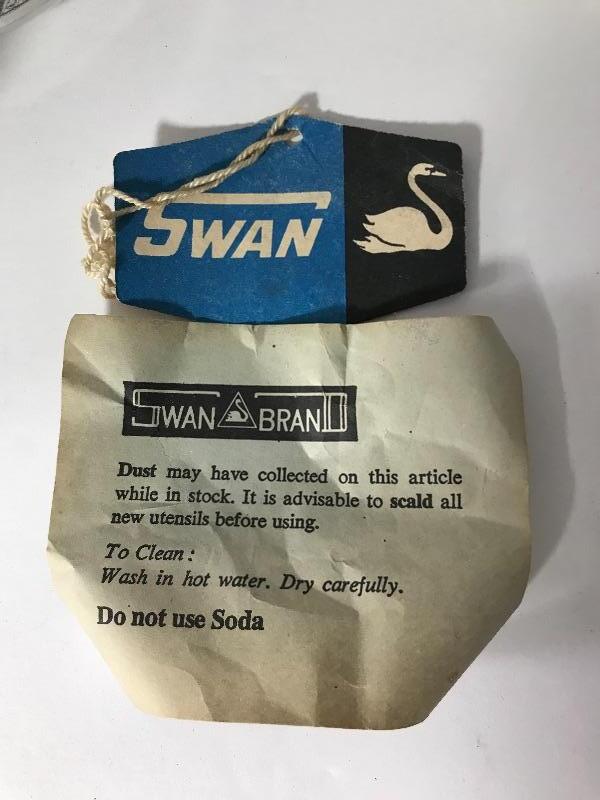 SWAN
SWAN BRAND
Dust may have collected on this article
while in stock. It is advisable to scald all
new utensils before using.
To Clean:
Wash in hot water. Dry carefully.
Do not use Soda